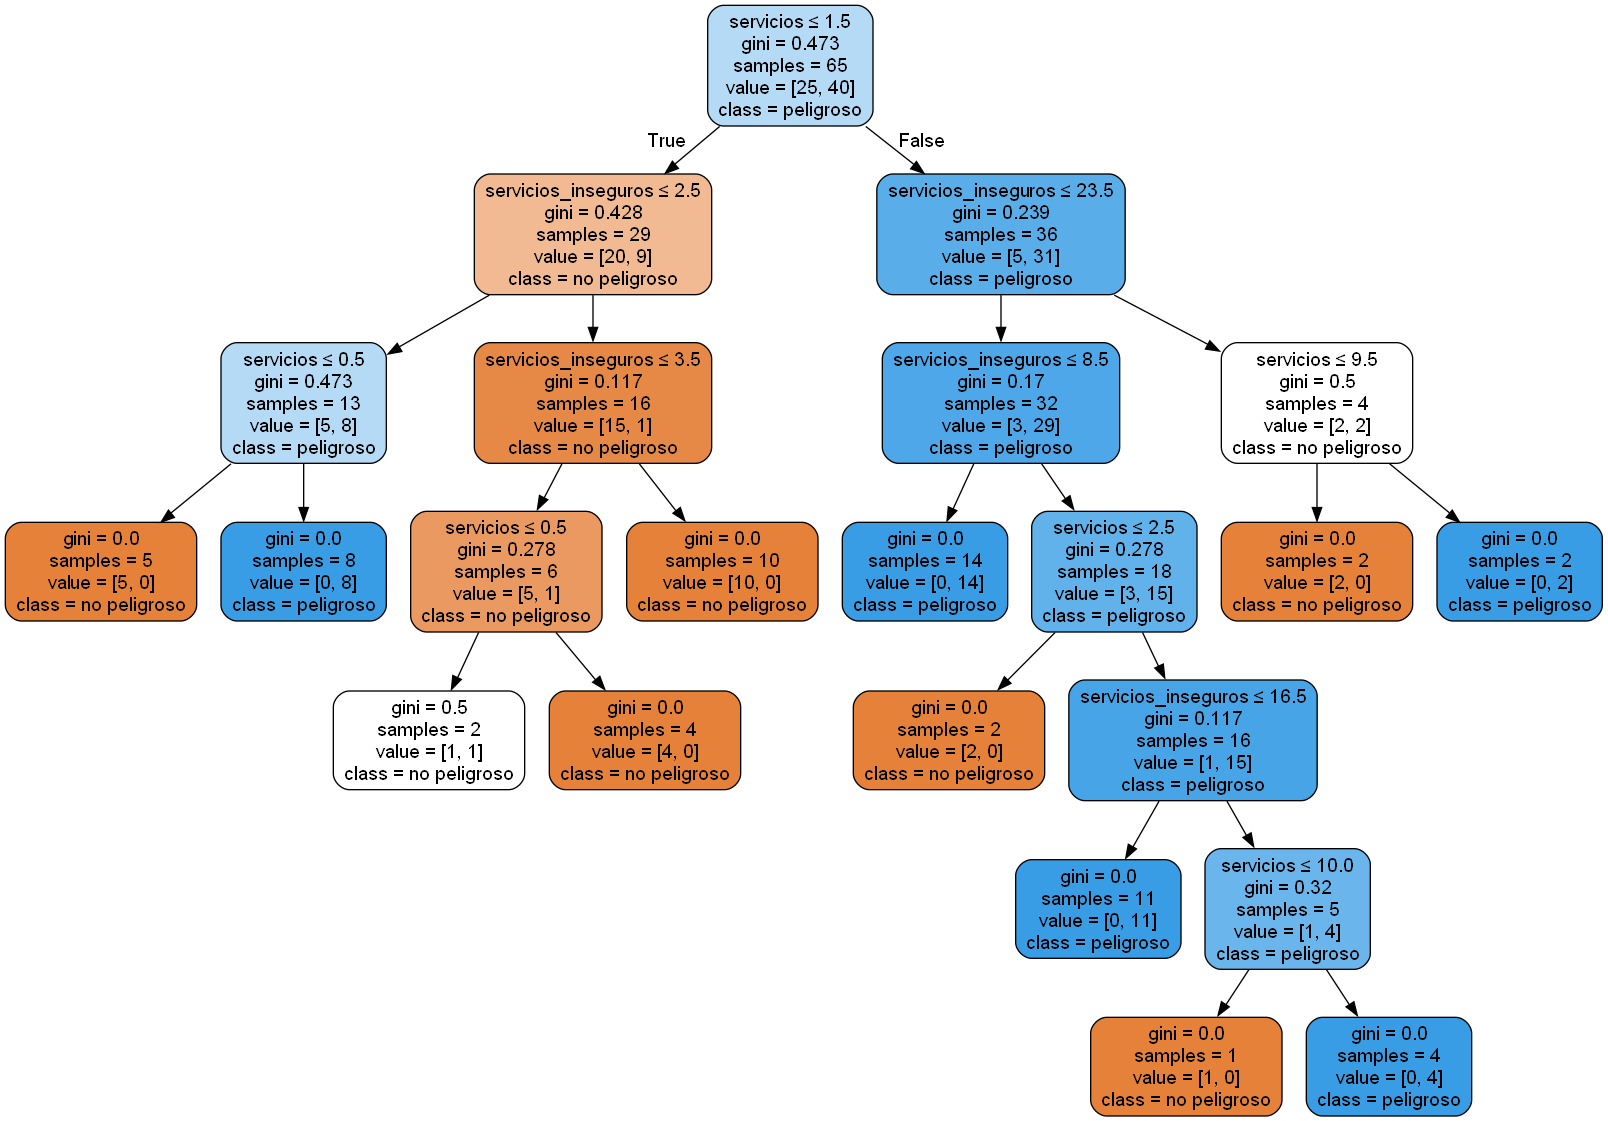 servicios ≤ 1.5
gini = 0.473
samples = 65
value = [25, 40]
class = peligroso
True
False
servicios_inseguros ≤ 2.5
gini = 0.428
samples = 29
value = [20, 9]
class = no peligroso
servicios_inseguros ≤ 23.5
gini = 0.239
samples = 36
value = [5, 31]
class = peligroso
servicios ≤ 0.5
gini = 0.473
samples = 13
value = [5, 8]
class = peligroso
servicios_inseguros ≤ 3.5
gini = 0.117
samples = 16
value = [15, 1]
class = no peligroso
servicios_inseguros ≤ 8.5
gini = 0.17
samples = 32
value = [3, 29]
class = peligroso
servicios ≤ 9.5
gini = 0.5
samples = 4
value = [2, 2]
class = no peligroso
gini = 0.0
samples = 5
value = [5, 0]
class = no peligroso
gini = 0.0
samples = 8
value = [0, 8]
class = peligroso
servicios ≤ 0.5
gini = 0.278
samples = 6
value = [5, 1]
class = no peligroso
gini = 0.0
samples = 10
value = [10, 0]
class = no peligroso
gini = 0.0
samples = 14
value = [0, 14]
class = peligroso
servicios ≤ 2.5
gini = 0.278
samples = 18
value = [3, 15]
class = peligroso
gini = 0.0
samples = 2
value = [2, 0]
class = no peligroso
gini = 0.0
samples = 2
value = [0, 2]
class = peligroso
gini = 0.5
samples = 2
value = [1, 1]
class = no peligroso
gini = 0.0
samples = 4
value = [4, 0]
class = no peligroso
gini = 0.0
samples = 2
value = [2, 0]
class = no peligroso
servicios_inseguros ≤ 16.5
gini = 0.117
samples = 16
value = [1, 15]
class = peligroso
gini = 0.0
samples = 11
value = [0, 11]
class = peligroso
servicios ≤ 10.0
gini = 0.32
samples = 5
value = [1, 4]
class = peligroso
gini = 0.0
samples = 1
value = [1, 0]
class = no peligroso
gini = 0.0
samples = 4
value = [0, 4]
class = peligroso